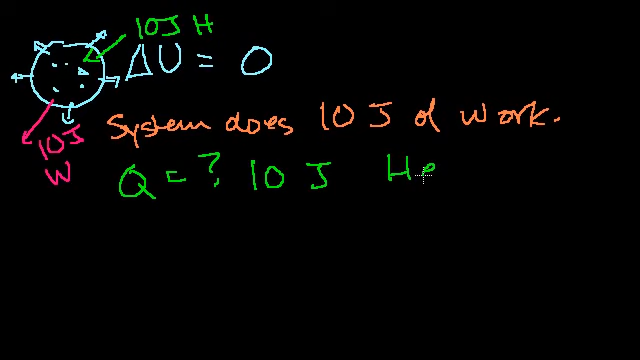 10J H
ΔU = 0
System does 10 J of work.
10J
W
Q = ? 10 J He